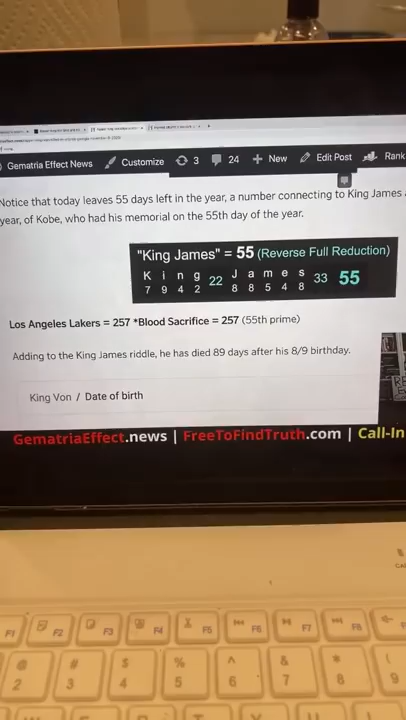 Gematria Effect News Customize 3 24 + New Edit Post Rank
Notice that today leaves 55 days left in the year, a number connecting to King James
year, of Kobe, who had his memorial on the 55th day of the year.
"King James" = 55 (Reverse Full Reduction)
K i n g 22 J a m e s 33 55
7 9 4 2 8 8 5 4 8
Los Angeles Lakers = 257 *Blood Sacrifice = 257 (55th prime)
Adding to the King James riddle, he has died 89 days after his 8/9 birthday.
King Von / Date of birth
GematriaEffect.news | FreeToFindTruth.com | Call-In
F1 F2 F3 F4 F5 F6 F7 F8
@ # $ % ^ & * (
2 3 4 5 6 7 8 9